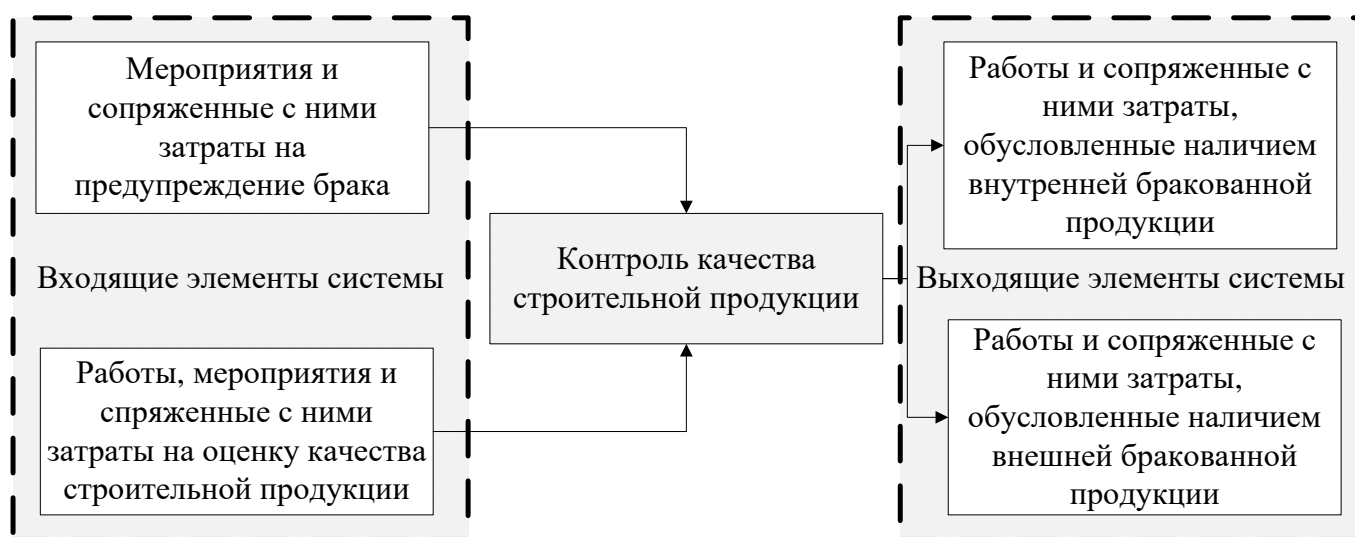 Мероприятия и
сопряженные с ними
затраты на
предупреждение брака
Входящие элементы системы
Работы, мероприятия и
спряженные с ними
затраты на оценку качества
строительной продукции
Контроль качества
строительной продукции
Работы и сопряженные с
ними затраты,
обусловленные наличием
внутренней бракованной
продукции
Выходящие элементы системы
Работы и сопряженные с
ними затраты,
обусловленные наличием
внешней бракованной
продукции